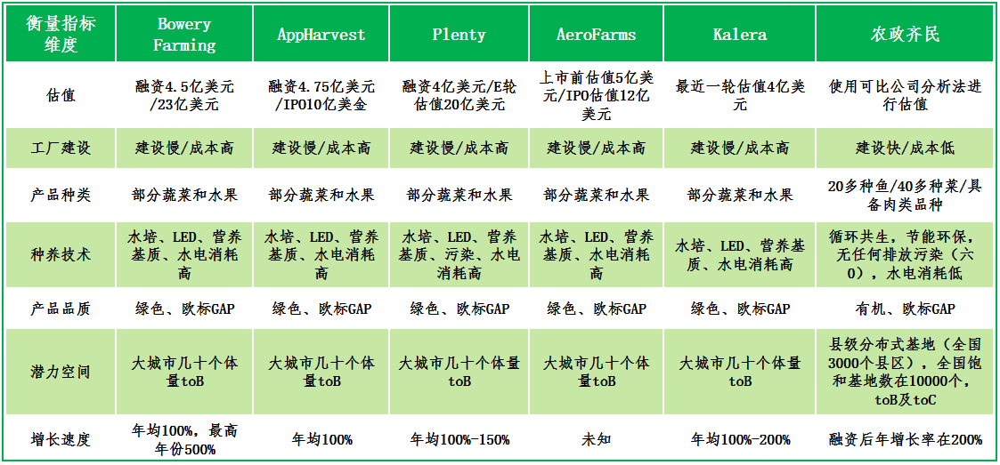 衡量指标 Bowery AppHarvest Plenty AeroFarms Kalera 农政齐民
维度 Farming
估值
融资4.5亿美元
/23亿美元
融资4.75亿美元
/IPO10亿美金
融资4亿美元/E轮
估值20亿美元
上市前估值5亿美
元/IPO估值12亿
美元
最近一轮估值4亿美
元
使用可比公司分析法进
行估值
工厂建设
建设慢/成本高
建设慢/成本高
建设慢/成本高
建设慢/成本高
建设慢/成本高
建设快/成本低
产品种类
部分蔬菜和水果
部分蔬菜和水果
部分蔬菜和水果
部分蔬菜和水果
部分蔬菜和水果
20多种鱼/40多种菜/具
备肉类品种
种养技术
水培、LED、营养
基质、水电消耗
高
水培、LED、营养
基质、水电消耗
高
水培、LED、营养
基质、污染、水电
消耗高
水培、LED、营养
基质、水电消耗
高
水培、LED、营养基
质、水电消耗高
循环共生，节能环保，
无任何排放污染（六
0），水电消耗低
产品品质
绿色、欧标GAP
绿色、欧标GAP
绿色、欧标GAP
绿色、欧标GAP
绿色、欧标GAP
有机、欧标GAP
潜力空间
大城市几十个体
量toB
大城市几十个体
量toB
大城市几十个体量
toB
大城市几十个体
量toB
大城市几十个体量
toB
县级分布式基地（全国
3000个县区），全国饱
和基地数在10000个，
toB及toC
增长速度
年均100%，最高
年份500%
年均100%
年均100%-150%
未知
年均100%-200%
融资后年增长率在200%